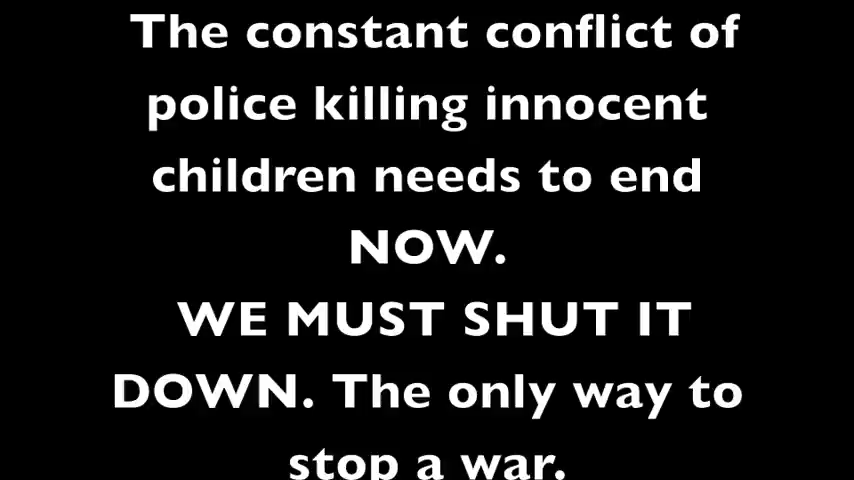 The constant conflict of
police killing innocent
children needs to end
NOW.
WE MUST SHUT IT
DOWN. The only way to
stop a war.